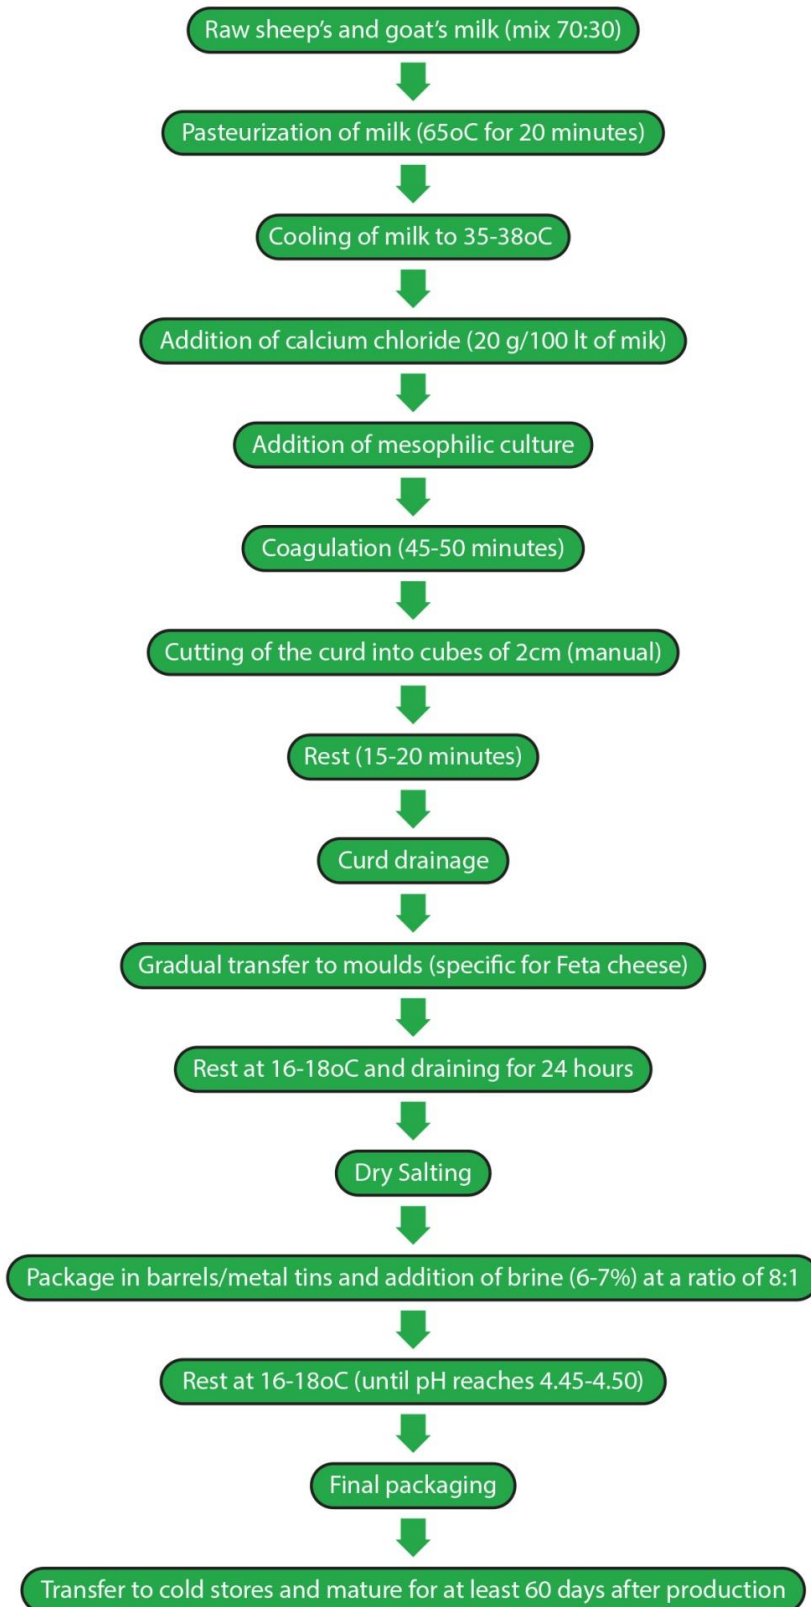 Raw sheep's and goat's milk (mix 70:30)
Pasteurization of milk (65oC for 20 minutes)
Cooling of milk to 35-38oC
Addition of calcium chloride (20 g/100 lt of mik)
Addition of mesophilic culture
Coagulation (45-50 minutes)
Cutting of the curd into cubes of 2cm (manual)
Rest (15-20 minutes)
Curd drainage
Gradual transfer to moulds (specific for Feta cheese)
Rest at 16-18oC and draining for 24 hours
Dry Salting
Package in barrels/metal tins and addition of brine (6-7%) at a ratio of 8:1
Rest at 16-18oC (until pH reaches 4.45-4.50)
Final packaging
Transfer to cold stores and mature for at least 60 days after production